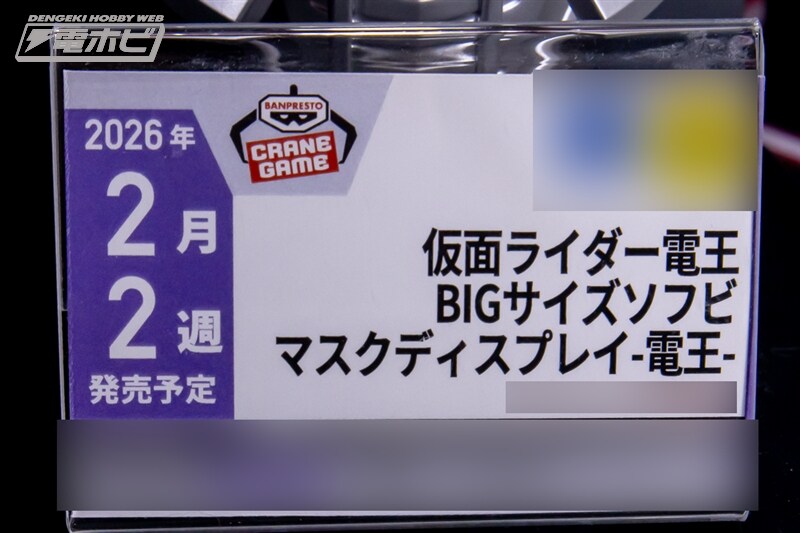 DENGEKI HOBBY WEB
電ホビ
BANPRESTO
CRANE
GAME
2026年
2月
2週
発売予定
仮面ライダー電王
BIGサイズソフビ
マスクディスプレイ-電王-